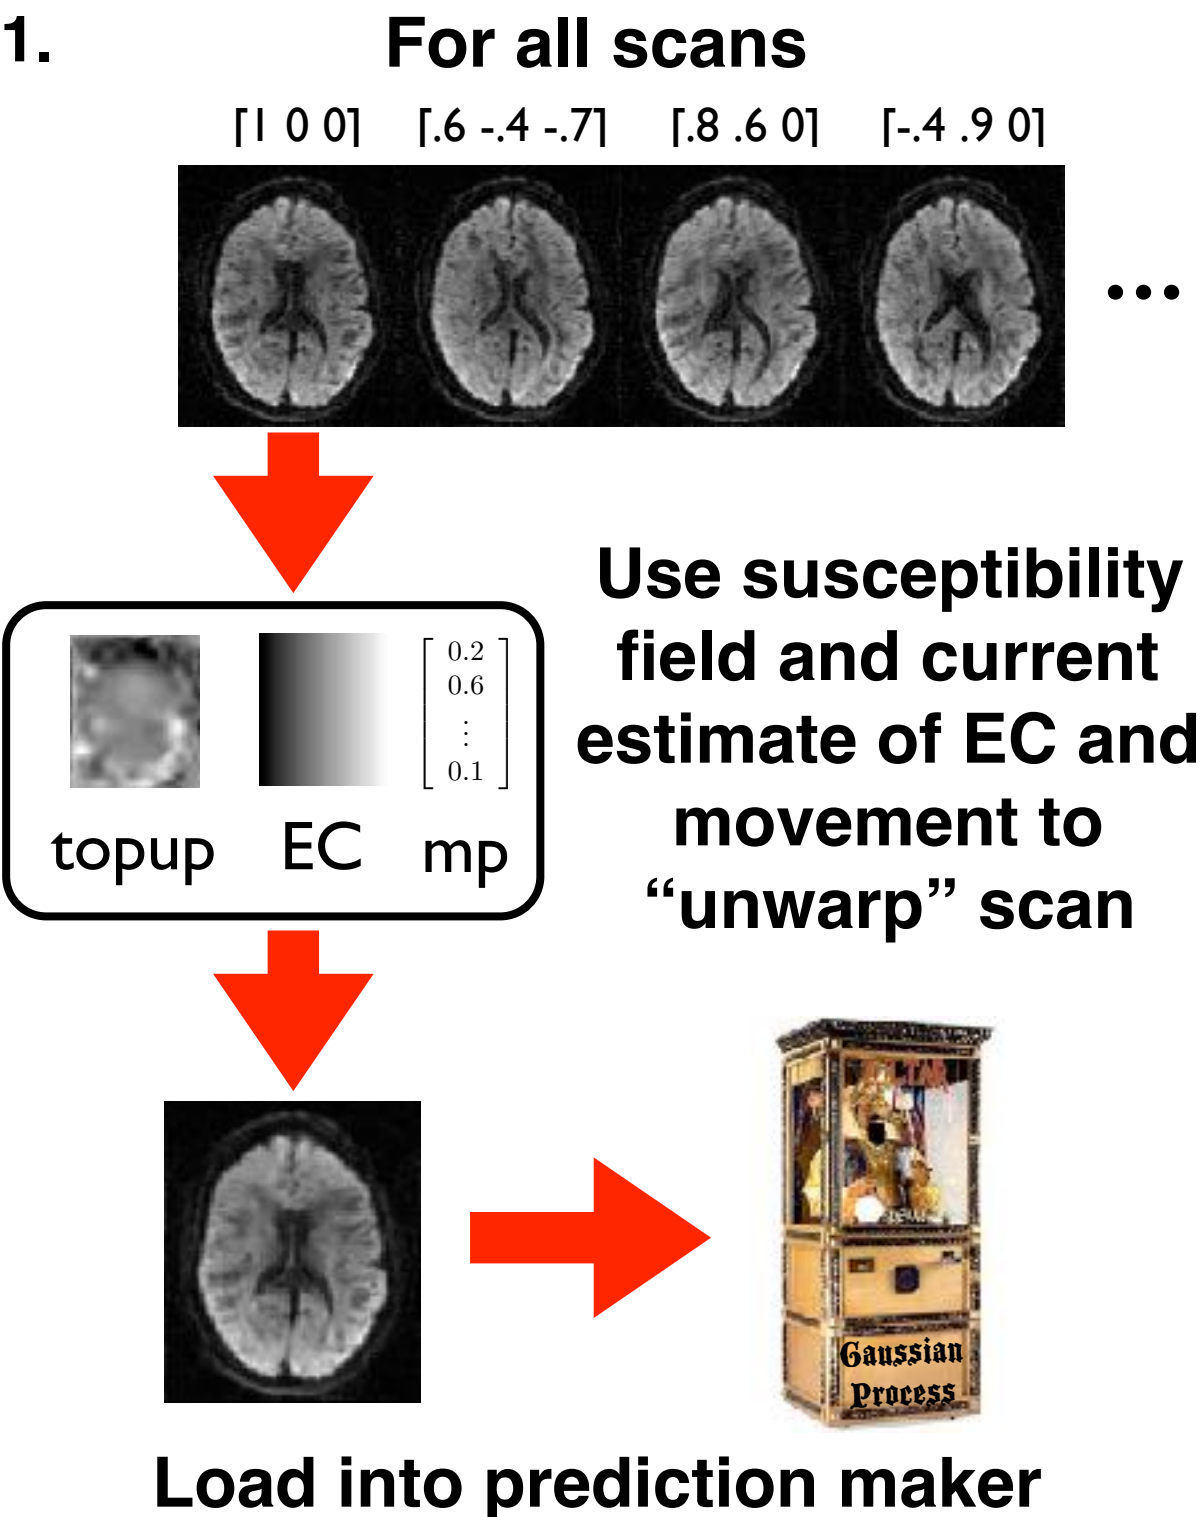 1.
For all scans
[1 0 0] [.6 -.4 -.7] [.8 .6 0] [-.4 .9 0]
...
Use susceptibility
field and current
estimate of EC and
movement to
“unwarp” scan
0.2
0.6
⋮
0.1
topup EC mp
Gaussian
Process
Load into prediction maker